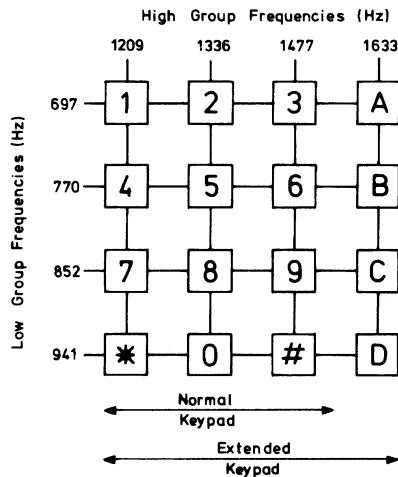 High Group Frequencies (Hz)
1209 1336 1477 1633
697 1 2 3 A
770 4 5 6 B
852 7 8 9 C
941 * 0 # D
Low Group Frequencies (Hz)
Normal
Keypad
Extended
Keypad